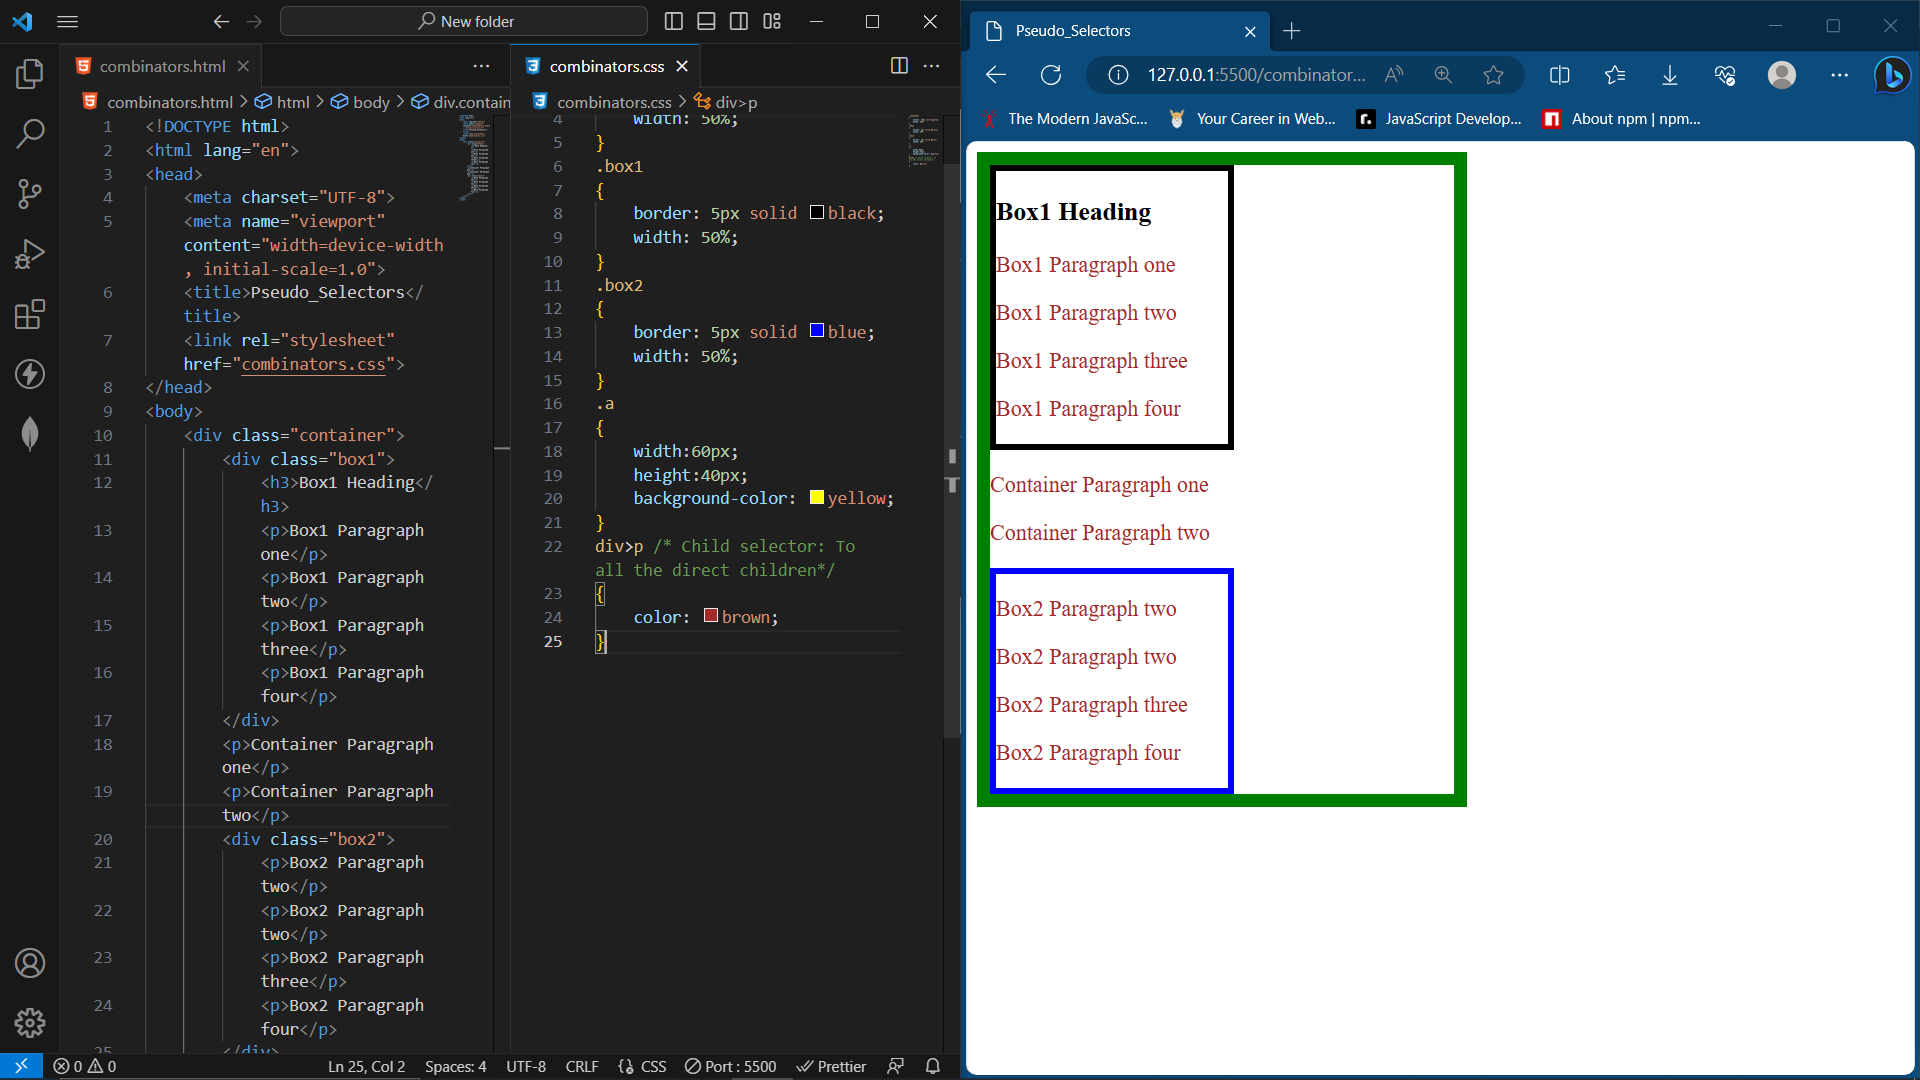 New folder
combinators.html
combinators.html > html > body > div.contain
1 <!DOCTYPE html>
2 <html lang="en">
3 <head>
4 <meta charset="UTF-8">
5 <meta name="viewport"
content="width=device-width
, initial-scale=1.0">
6 <title>Pseudo_Selectors</
title>
7 <link rel="stylesheet"
href="combinators.css">
8 </head>
9 <body>
10 <div class="container">
11 <div class="box1">
12 <h3>Box1 Heading</
h3>
13 <p>Box1 Paragraph
one</p>
14 <p>Box1 Paragraph
two</p>
15 <p>Box1 Paragraph
three</p>
16 <p>Box1 Paragraph
four</p>
17 </div>
18 <p>Container Paragraph
one</p>
19 <p>Container Paragraph
two</p>
20 <div class="box2">
21 <p>Box2 Paragraph
two</p>
22 <p>Box2 Paragraph
two</p>
23 <p>Box2 Paragraph
three</p>
24 <p>Box2 Paragraph
four</p>
25 </div>
combinators.css
combinators.css > div>p
4 width: 50%;
5 }
6 .box1
7 {
8 border: 5px solid black;
9 width: 50%;
10 }
11 .box2
12 {
13 border: 5px solid blue;
14 width: 50%;
15 }
16 .a
17 {
18 width:60px;
19 height:40px;
20 background-color: yellow;
21 }
22 div>p /* Child selector: To
all the direct children*/
23 {
24 color: brown;
25 }
0 0 Ln 25, Col 2 Spaces: 4 UTF-8 CRLF {} CSS Port : 5500 Prettier
Pseudo_Selectors
127.0.0.1:5500/combinator...
The Modern JavaSc... Your Career in Web... JavaScript Develop... About npm | npm...
Box1 Heading
Box1 Paragraph one
Box1 Paragraph two
Box1 Paragraph three
Box1 Paragraph four
Container Paragraph one
Container Paragraph two
Box2 Paragraph two
Box2 Paragraph two
Box2 Paragraph three
Box2 Paragraph four